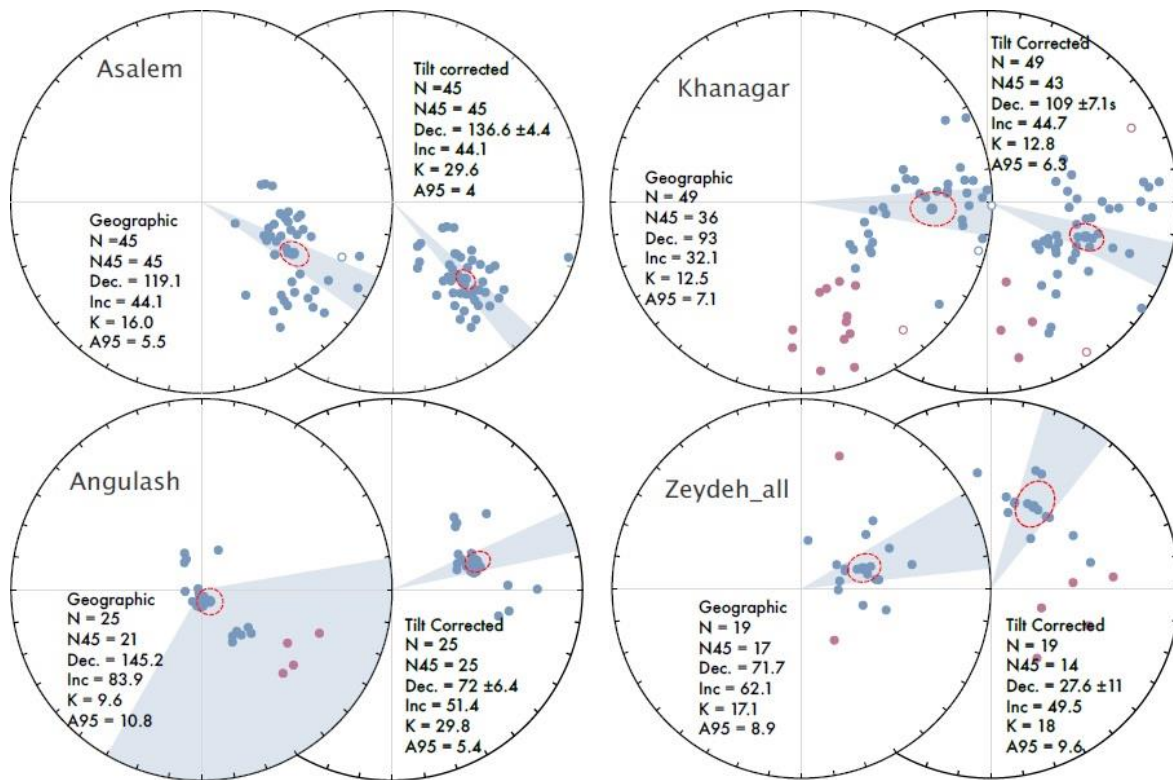 Asalem
Geographic
N =45
N45 = 45
Dec. = 119.1
Inc = 44.1
K = 16.0
A95 = 5.5
Tilt corrected
N =45
N45 = 45
Dec. = 136.6 ±4.4
Inc = 44.1
K = 29.6
A95 = 4
Khanagar
Geographic
N = 49
N45 = 36
Dec. = 93
Inc = 32.1
K = 12.5
A95 = 7.1
Tilt Corrected
N = 49
N45 = 43
Dec. = 109 ±7.1s
Inc = 44.7
K = 12.8
A95 = 6.3
Angulash
Geographic
N = 25
N45 = 21
Dec. = 145.2
Inc = 83.9
K = 9.6
A95 = 10.8
Tilt Corrected
N = 25
N45 = 25
Dec. = 72 ±6.4
Inc = 51.4
K = 29.8
A95 = 5.4
Zeydeh_all
Geographic
N = 19
N45 = 17
Dec. = 71.7
Inc = 62.1
K = 17.1
A95 = 8.9
Tilt Corrected
N = 19
N45 = 14
Dec. = 27.6 ±11
Inc = 49.5
K = 18
A95 = 9.6